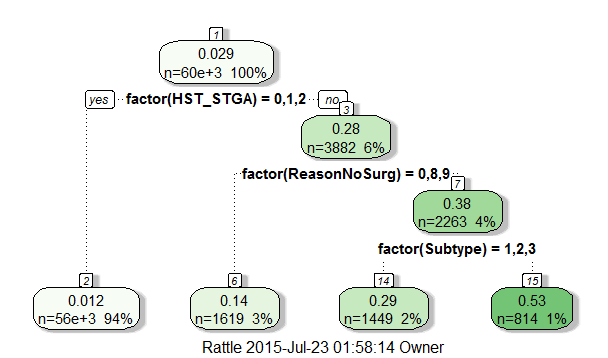 1
0.029
n=60e+3 100%
yes factor(HST_STGA) = 0,1,2 no
3
0.28
n=3882 6%
factor(ReasonNoSurg) = 0,8,9
7
0.38
n=2263 4%
factor(Subtype) = 1,2,3
2
0.012
n=56e+3 94%
6
0.14
n=1619 3%
14
0.29
n=1449 2%
15
0.53
n=814 1%
Rattle 2015-Jul-23 01:58:14 Owner